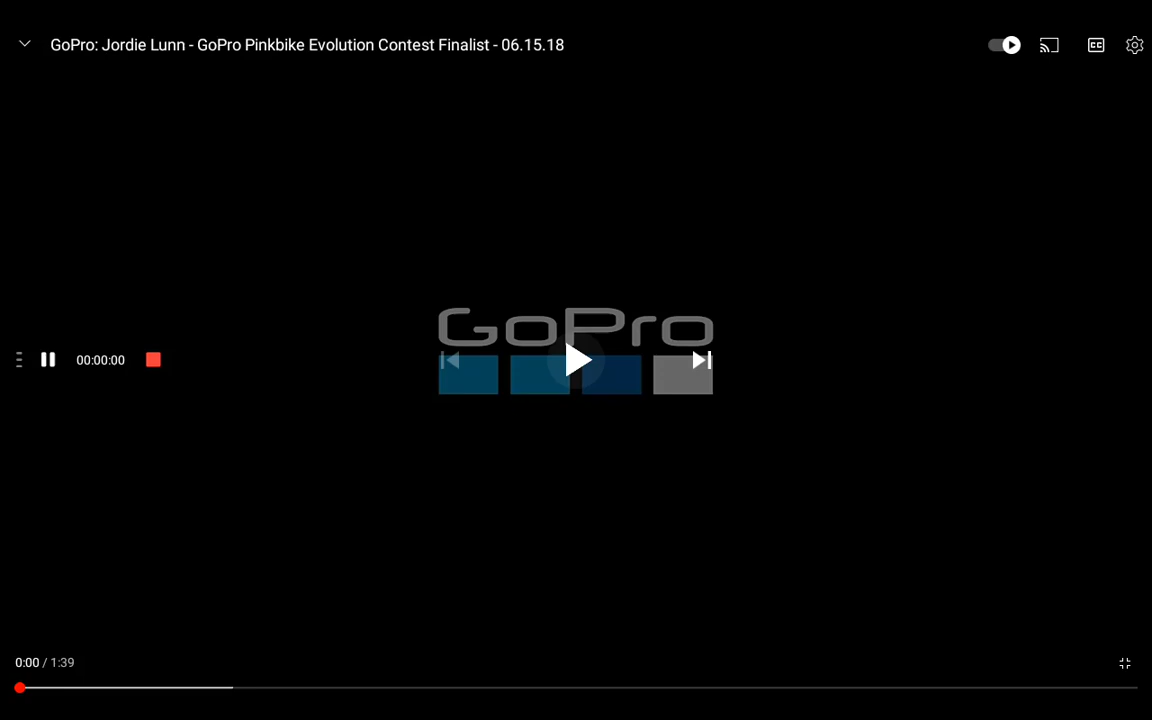 GoPro: Jordie Lunn - GoPro Pinkbike Evolution Contest Finalist - 06.15.18
CC
GoPro
00:00:00
0:00 / 1:39